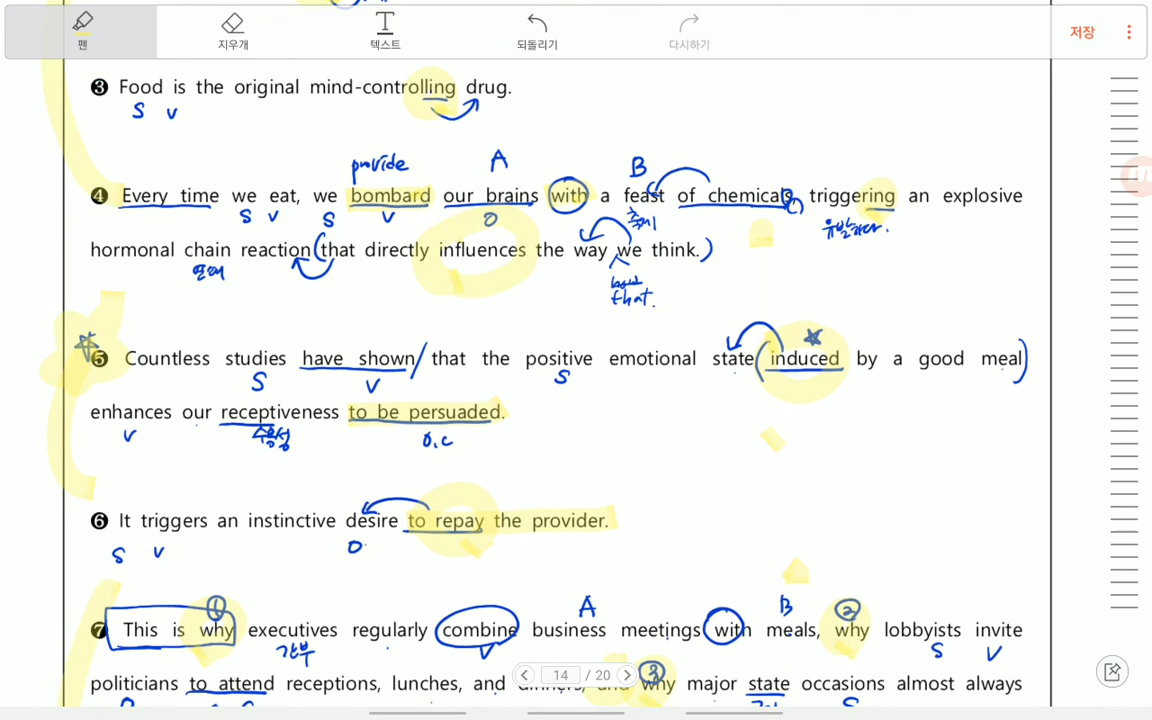 펜 지우개 텍스트 되돌리기 다시하기 저장
❸ Food is the original mind-controlling drug.
S V
provide A B
❹ Every time we eat, we bombard our brains with a feast of chemicals, triggering an explosive
S V S V O 축제 유발하다.
hormonal chain reaction (that directly influences the way we think.)
연쇄
that.
❺ Countless studies have shown/ that the positive emotional state (induced by a good meal)
S V S
enhances our receptiveness to be persuaded.
V 수용성 O.C
❻ It triggers an instinctive desire to repay the provider.
S V O
① A B ②
❼ This is why executives regularly combine business meetings with meals, why lobbyists invite
간부 V S V
14 / 20 ③
politicians to attend receptions, lunches, and dinners, and why major state occasions almost always